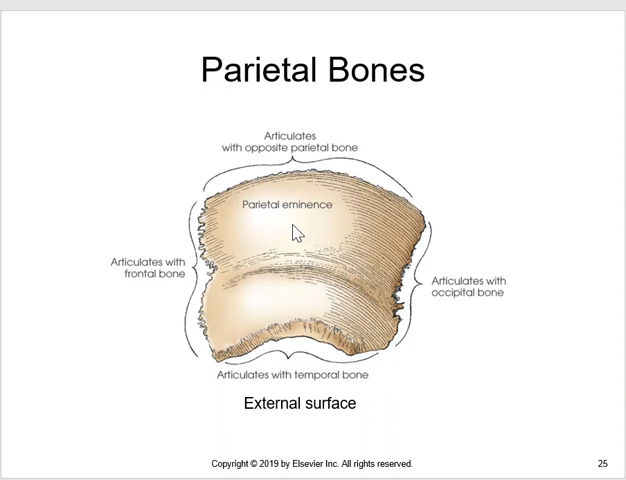 Parietal Bones
Articulates
with opposite parietal bone
Parietal eminence
Articulates with
frontal bone
Articulates with
occipital bone
Articulates with temporal bone
External surface
Copyright © 2019 by Elsevier Inc. All rights reserved.
25